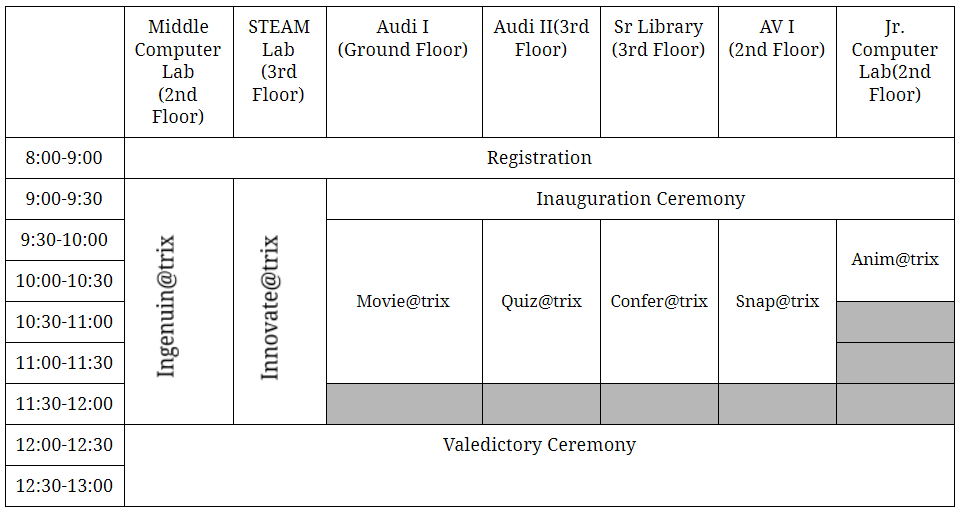 Middle
Computer
Lab
(2nd
Floor)
STEAM
Lab
(3rd
Floor)
Audi I
(Ground Floor)
Audi II(3rd
Floor)
Sr Library
(3rd Floor)
AV I
(2nd Floor)
Jr.
Computer
Lab(2nd
Floor)
8:00-9:00
Registration
9:00-9:30
Inauguration Ceremony
9:30-10:00
10:00-10:30
10:30-11:00
11:00-11:30
11:30-12:00
Ingenuin@trix
Innovate@trix
Movie@trix
Quiz@trix
Confer@trix
Snap@trix
Anim@trix
12:00-12:30
Valedictory Ceremony
12:30-13:00